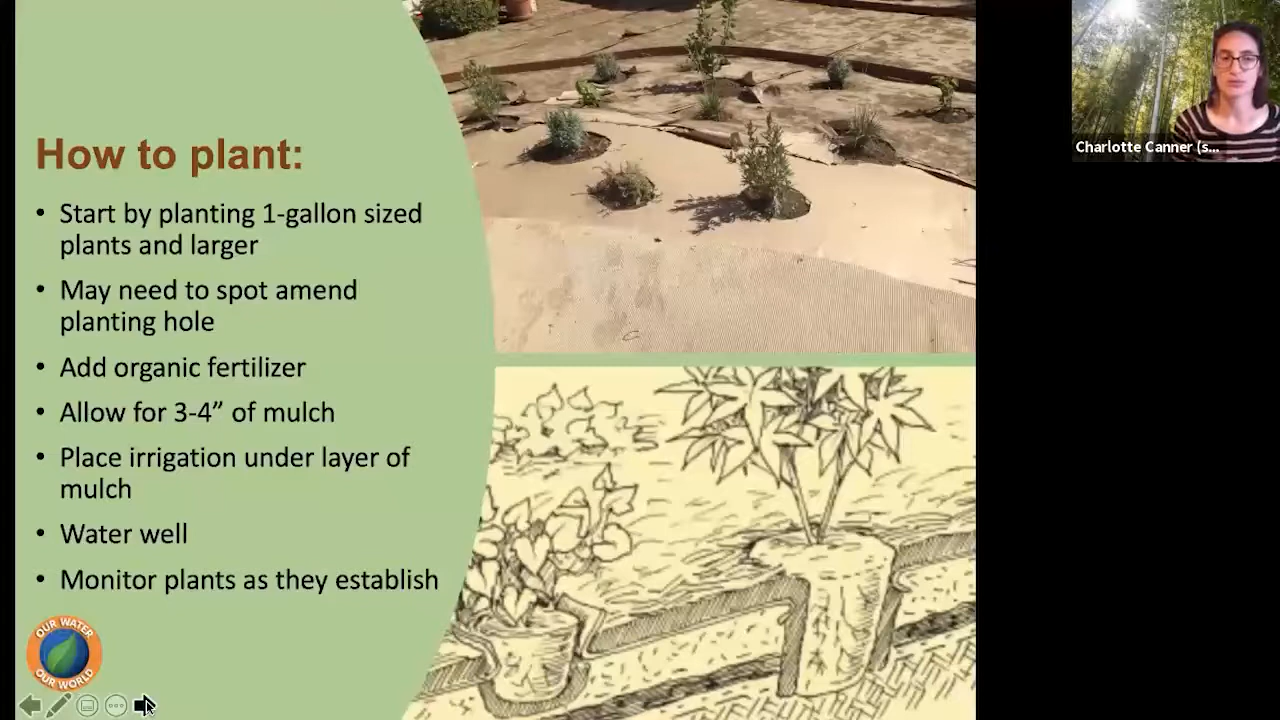 How to plant:
• Start by planting 1-gallon sized
plants and larger
• May need to spot amend
planting hole
• Add organic fertilizer
• Allow for 3-4” of mulch
• Place irrigation under layer of
mulch
• Water well
• Monitor plants as they establish
OUR WATER
OUR WORLD
Charlotte Canner (s...